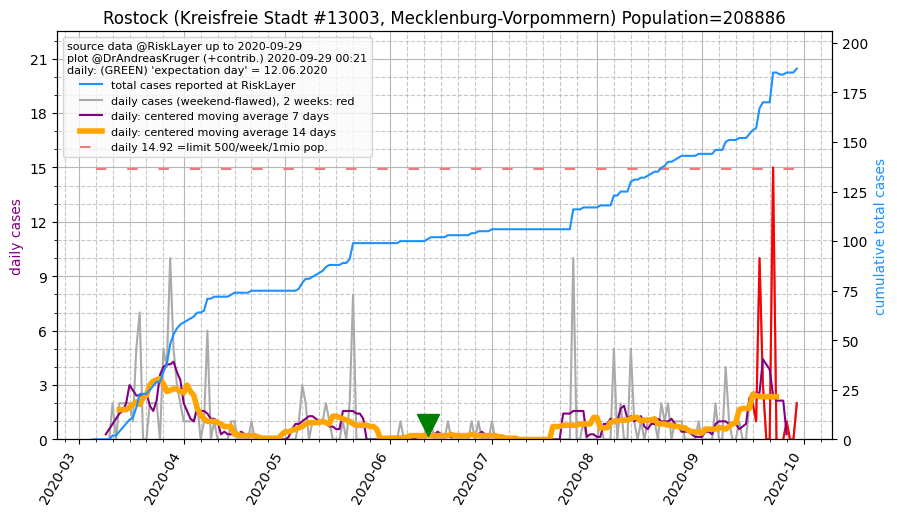 Rostock (Kreisfreie Stadt #13003, Mecklenburg-Vorpommern) Population=208886
source data @RiskLayer up to 2020-09-29
plot @DrAndreasKruger (+contrib.) 2020-09-29 00:21
daily: (GREEN) 'expectation day' = 12.06.2020
total cases reported at RiskLayer
daily cases (weekend-flawed), 2 weeks: red
daily: centered moving average 7 days
daily: centered moving average 14 days
daily 14.92 =limit 500/week/1mio pop.
daily cases
21
18
15
12
9
6
3
0
200
175
150
125
100
75
50
25
0
cumulative total cases
2020-03
2020-04
2020-05
2020-06
2020-07
2020-08
2020-09
2020-10